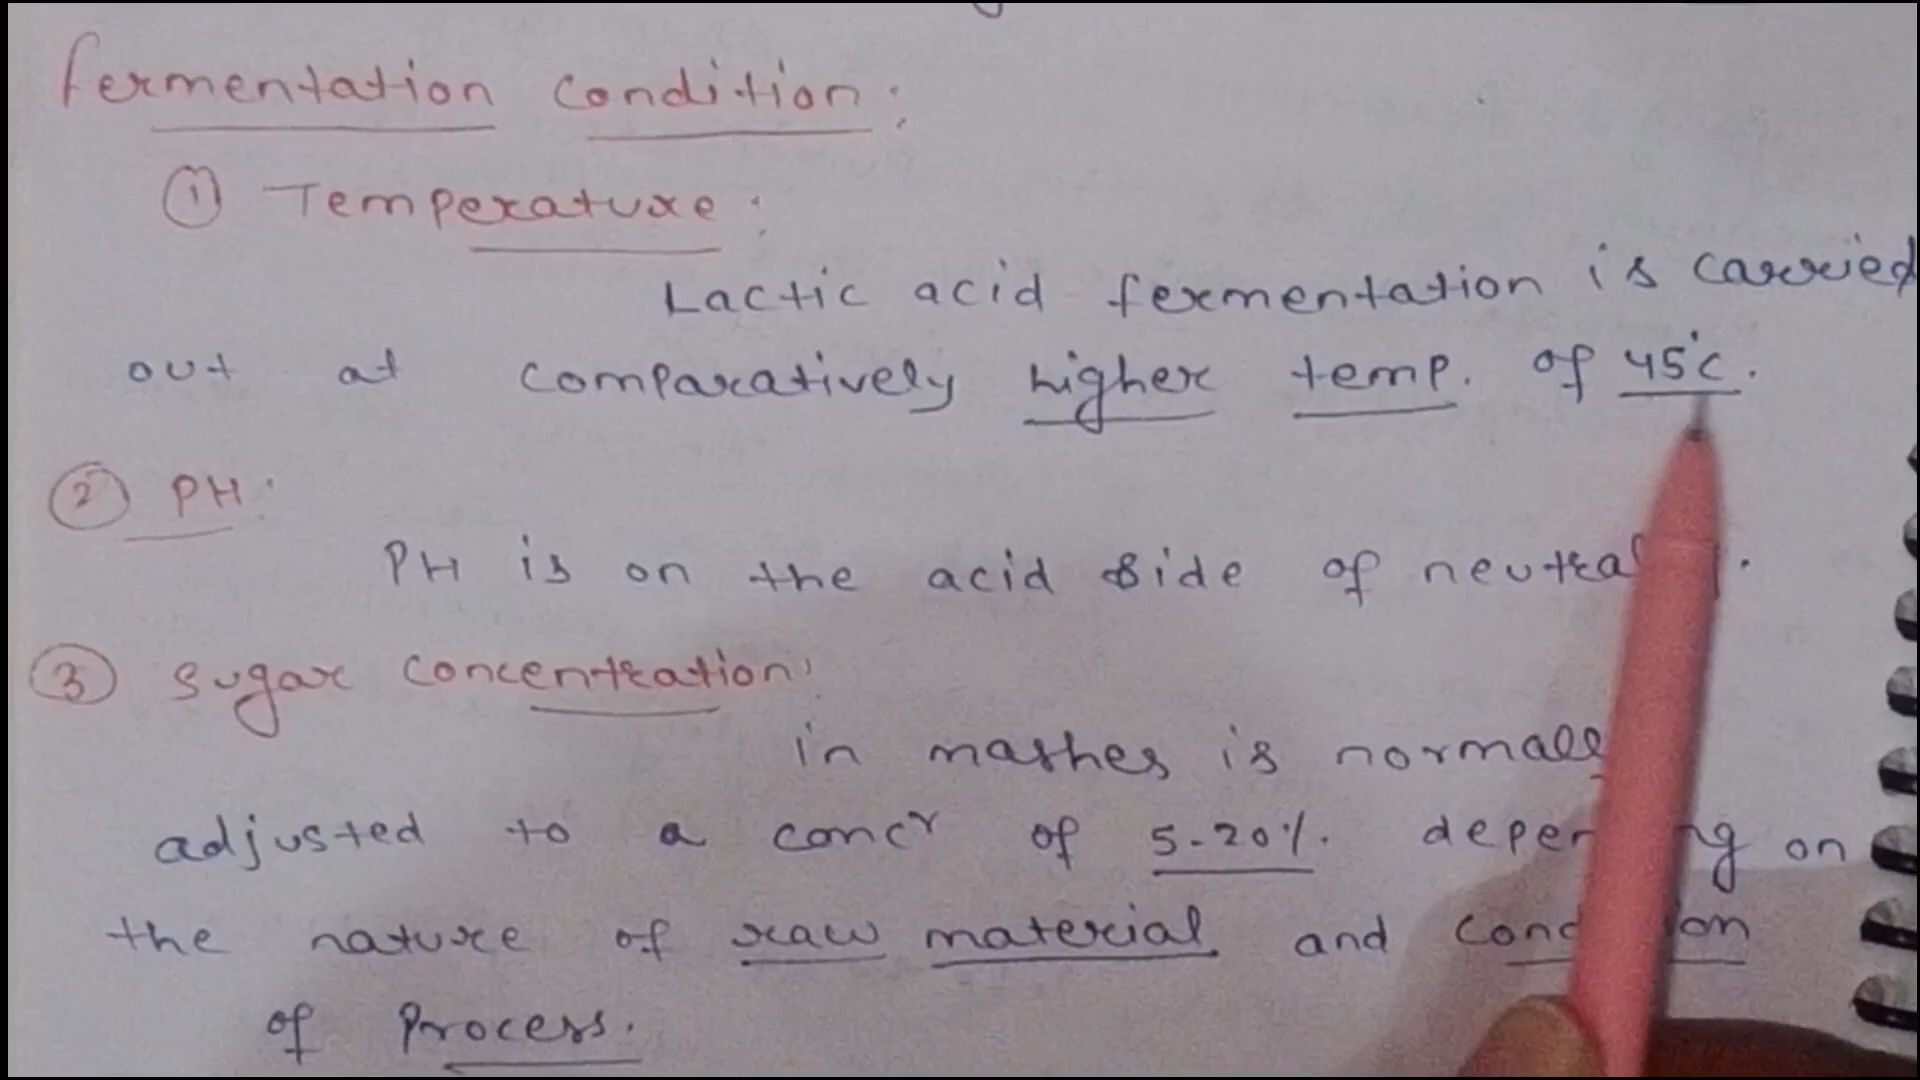 Fermentation Condition:
① Temperature:
Lactic acid fermentation is carried
out at comparatively higher temp. of 45°C.
② PH:
PH is on the acid side of
③ Sugar Concentration:
in mashes is
adjusted to a concr of 5-20%. on
the nature of raw material and
of Process.